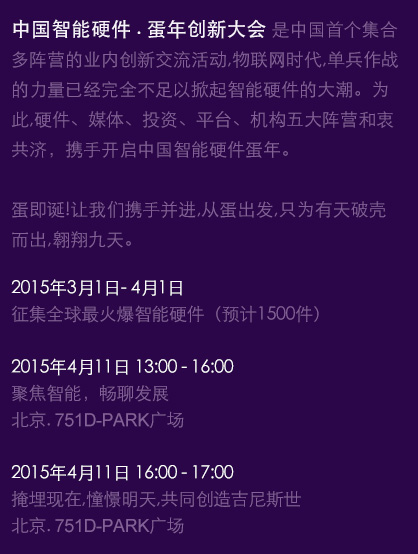 中国智能硬件 . 蛋年创新大会 是中国首个集合
多阵营的业内创新交流活动,物联网时代,单兵作战
的力量已经完全不足以掀起智能硬件的大潮。为
此,硬件、媒体、投资、平台、机构五大阵营和衷
共济，携手开启中国智能硬件蛋年。
蛋即诞!让我们携手并进,从蛋出发,只为有天破壳
而出,翱翔九天。
2015年3月1日- 4月1日
征集全球最火爆智能硬件（预计1500件）
2015年4月11日 13:00 - 16:00
聚焦智能，畅聊发展
北京. 751D-PARK广场
2015年4月11日 16:00 - 17:00
掩埋现在,憧憬明天,共同创造吉尼斯世
北京. 751D-PARK广场